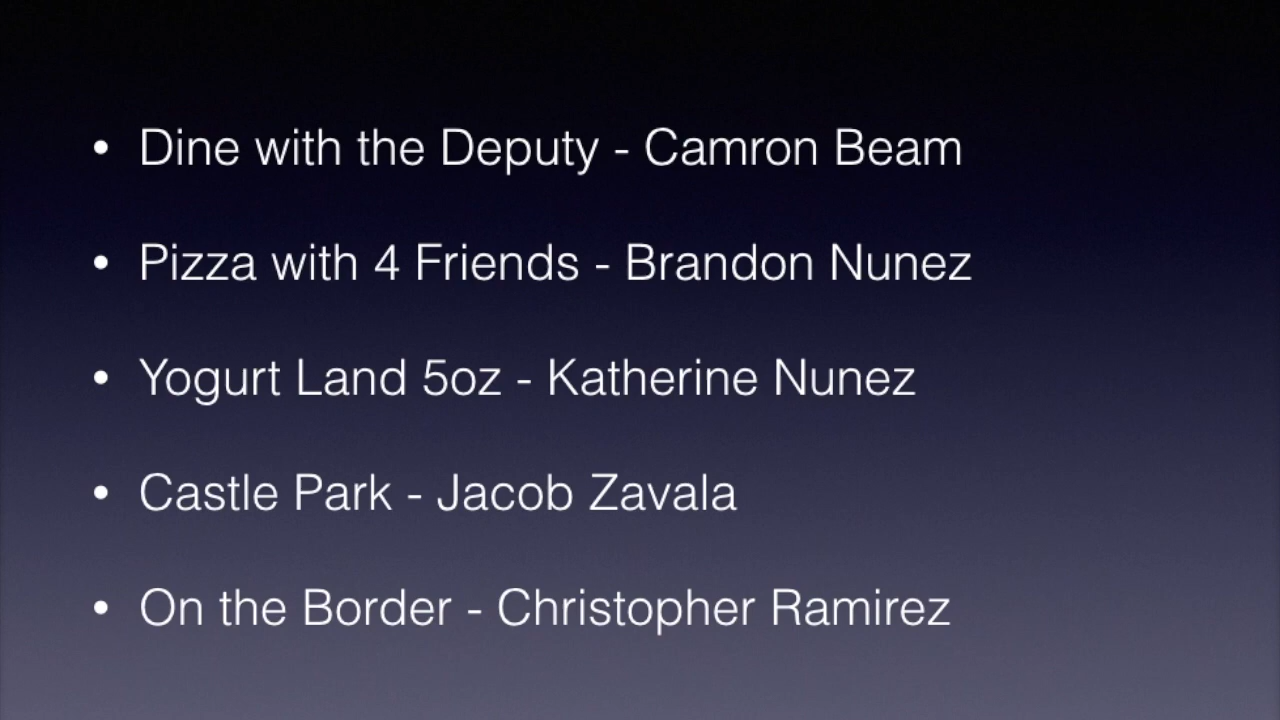 • Dine with the Deputy - Camron Beam
• Pizza with 4 Friends - Brandon Nunez
• Yogurt Land 5oz - Katherine Nunez
• Castle Park - Jacob Zavala
• On the Border - Christopher Ramirez